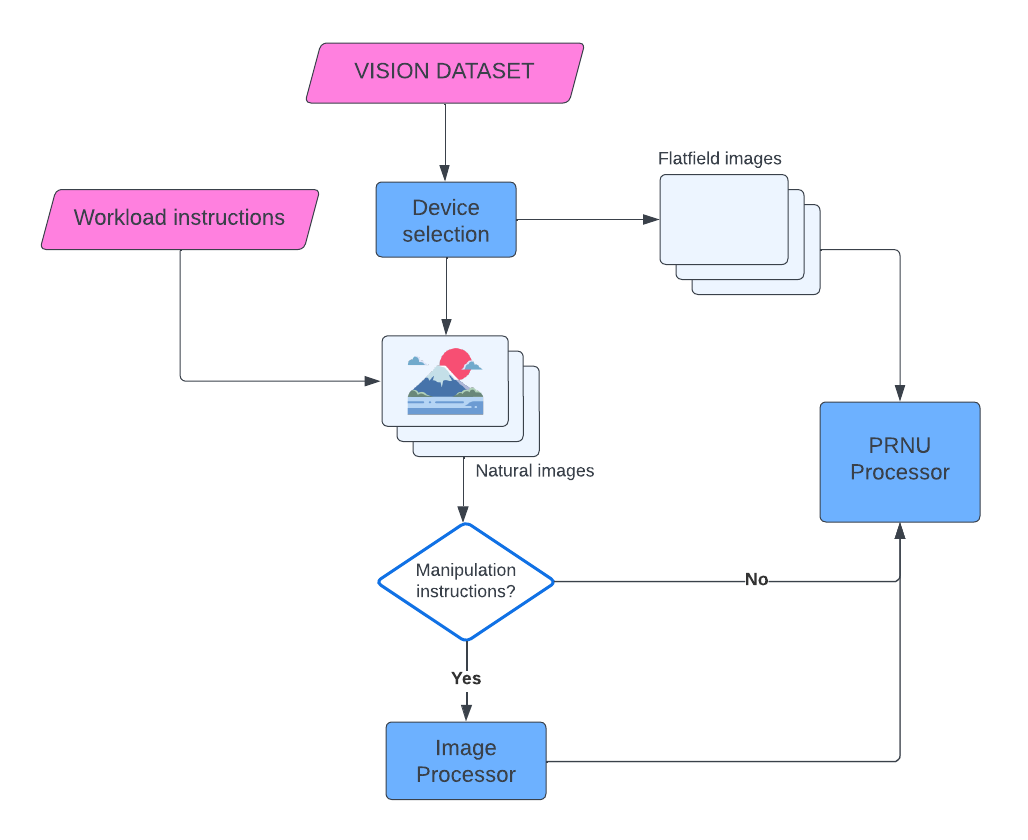 VISION DATASET
Flatfield images
Workload instructions
Device
selection
Natural images
PRNU
Processor
Manipulation
instructions?
No
Yes
Image
Processor